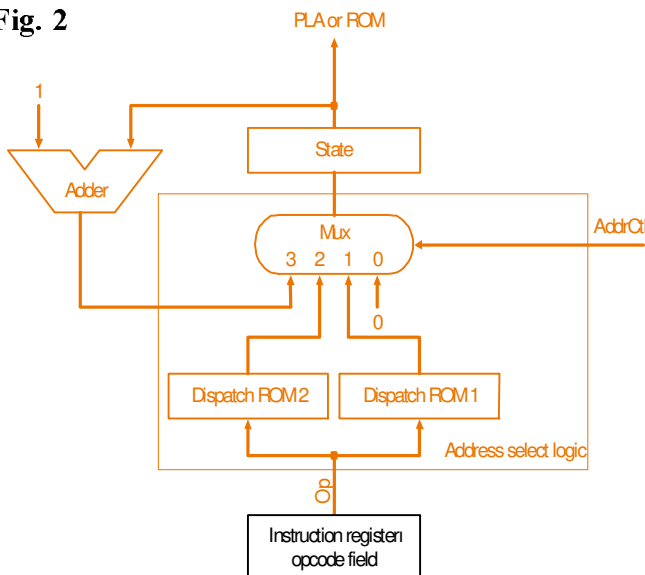 Fig. 2
PLA or ROM
1
State
Adder
Mux
AddrCtl
3 2 1 0
0
Dispatch ROM 2
Dispatch ROM 1
Address select logic
Op
Instruction register
opcode field